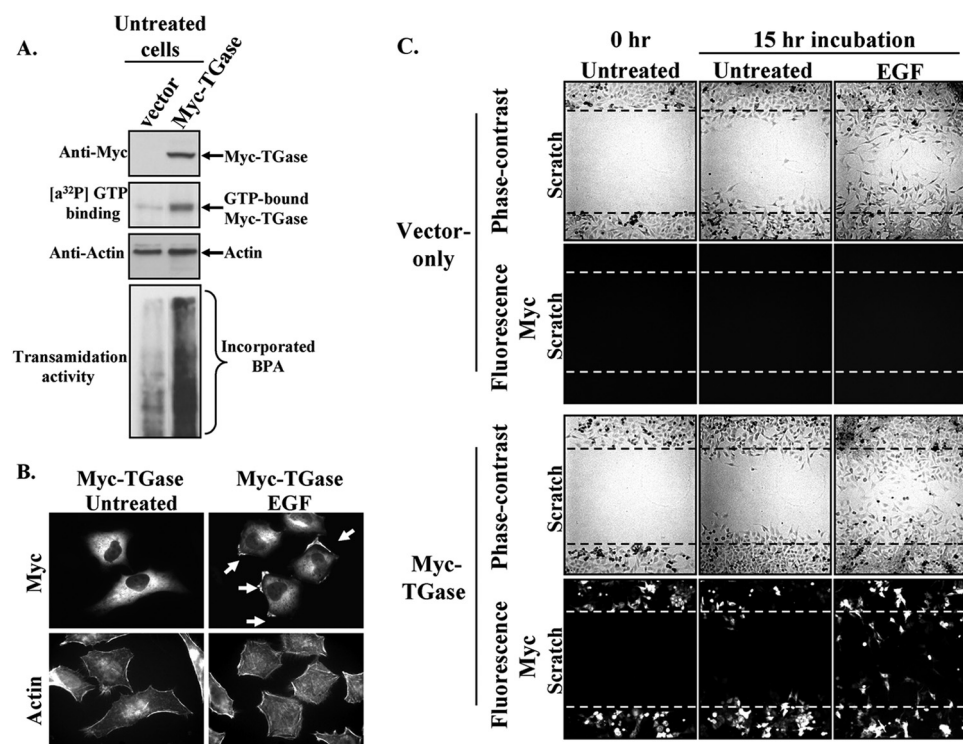 A.
Untreated
cells
vector
Myc-TGase
Anti-Myc
Myc-TGase
[a³²P] GTP
binding
GTP-bound
Myc-TGase
Anti-Actin
Actin
Transamidation
activity
Incorporated
BPA
B.
Myc-TGase
Untreated
Myc-TGase
EGF
Myc
Actin
C.
0 hr
15 hr incubation
Untreated
Untreated
EGF
Vector-
only
Phase-contrast
Scratch
Fluorescence
Myc
Scratch
Myc-
TGase
Phase-contrast
Scratch
Fluorescence
Myc
Scratch